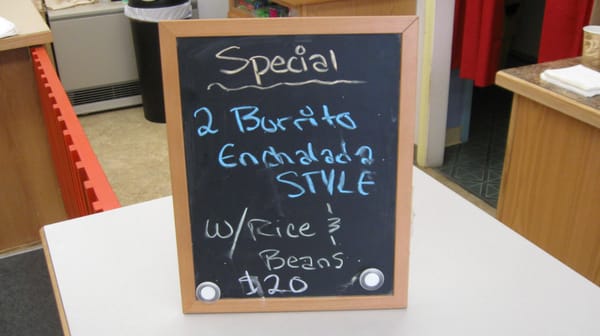 Special
2 Burrito
Enchalada
STYLE
W/Rice &
Beans
$20